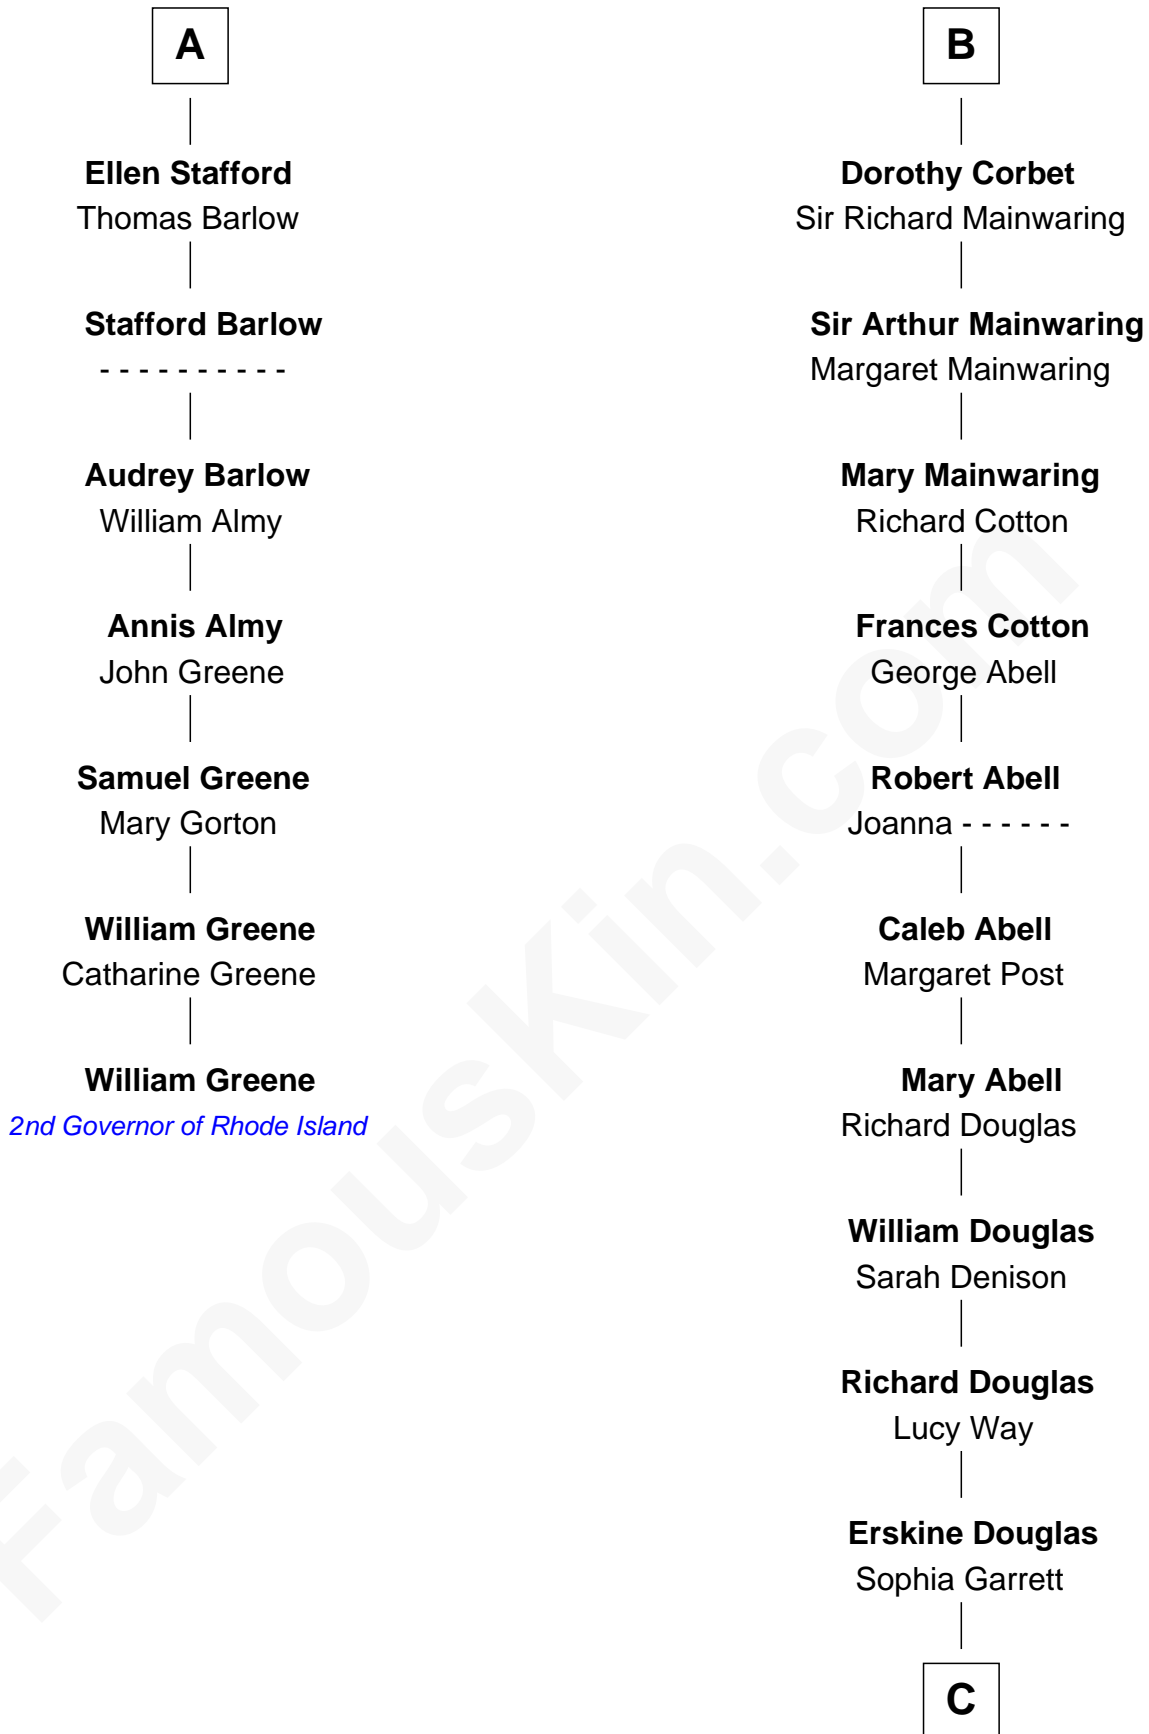 A
Ellen Stafford
Thomas Barlow
Stafford Barlow
- - - - - - - - - -
Audrey Barlow
William Almy
Annis Almy
John Greene
Samuel Greene
Mary Gorton
William Greene
Catharine Greene
William Greene
2nd Governor of Rhode Island
B
Dorothy Corbet
Sir Richard Mainwaring
Sir Arthur Mainwaring
Margaret Mainwaring
Mary Mainwaring
Richard Cotton
Frances Cotton
George Abell
Robert Abell
Joanna - - - - - -
Caleb Abell
Margaret Post
Mary Abell
Richard Douglas
William Douglas
Sarah Denison
Richard Douglas
Lucy Way
Erskine Douglas
Sophia Garrett
C
FamousKin.com